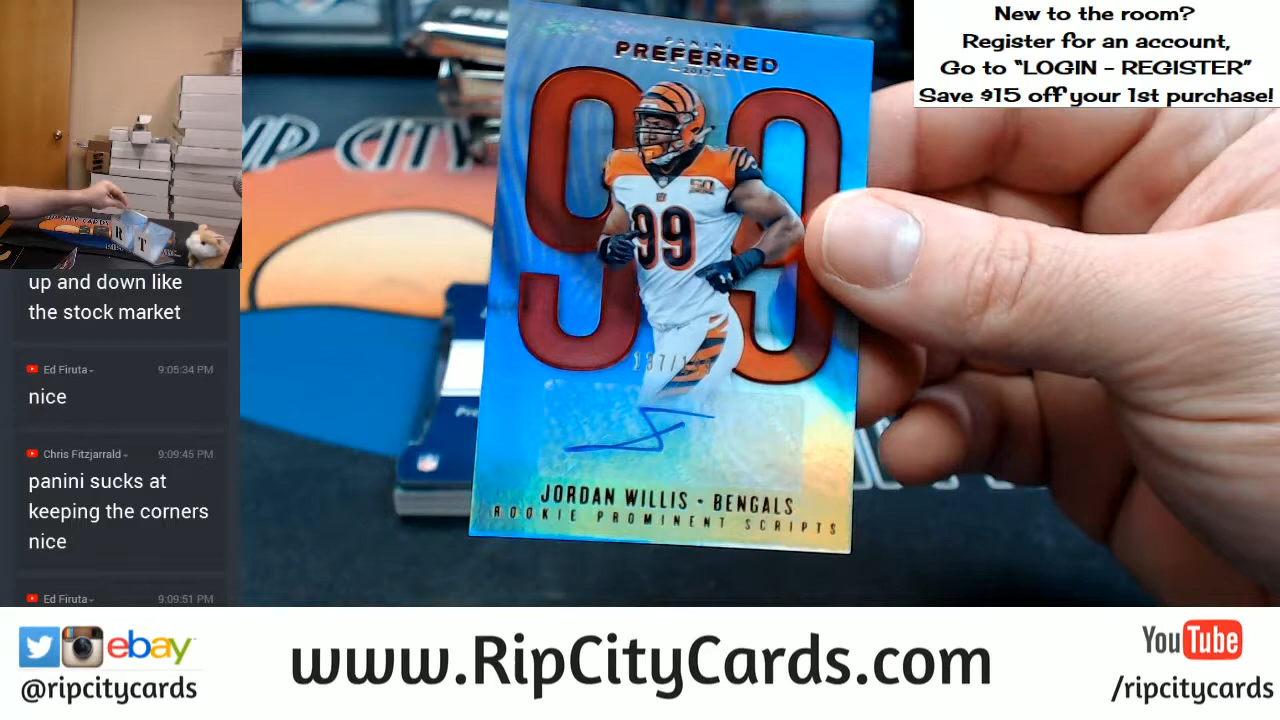 New to the room?
Register for an account,
Go to "LOGIN - REGISTER"
Save $15 off your 1st purchase!
PANINI
PREFERRED
2017
99
99
JORDAN WILLIS - BENGALS
ROOKIE PROMINENT SCRIPTS
CITY
R T
up and down like
the stock market
Ed Firuta
9:05:34 PM
nice
Chris Fitzjarrald
9:09:45 PM
panini sucks at
keeping the corners
nice
Ed Firuta
9:09:51 PM
ebay
@ripcitycards
www.RipCityCards.com
YouTube
/ripcitycards